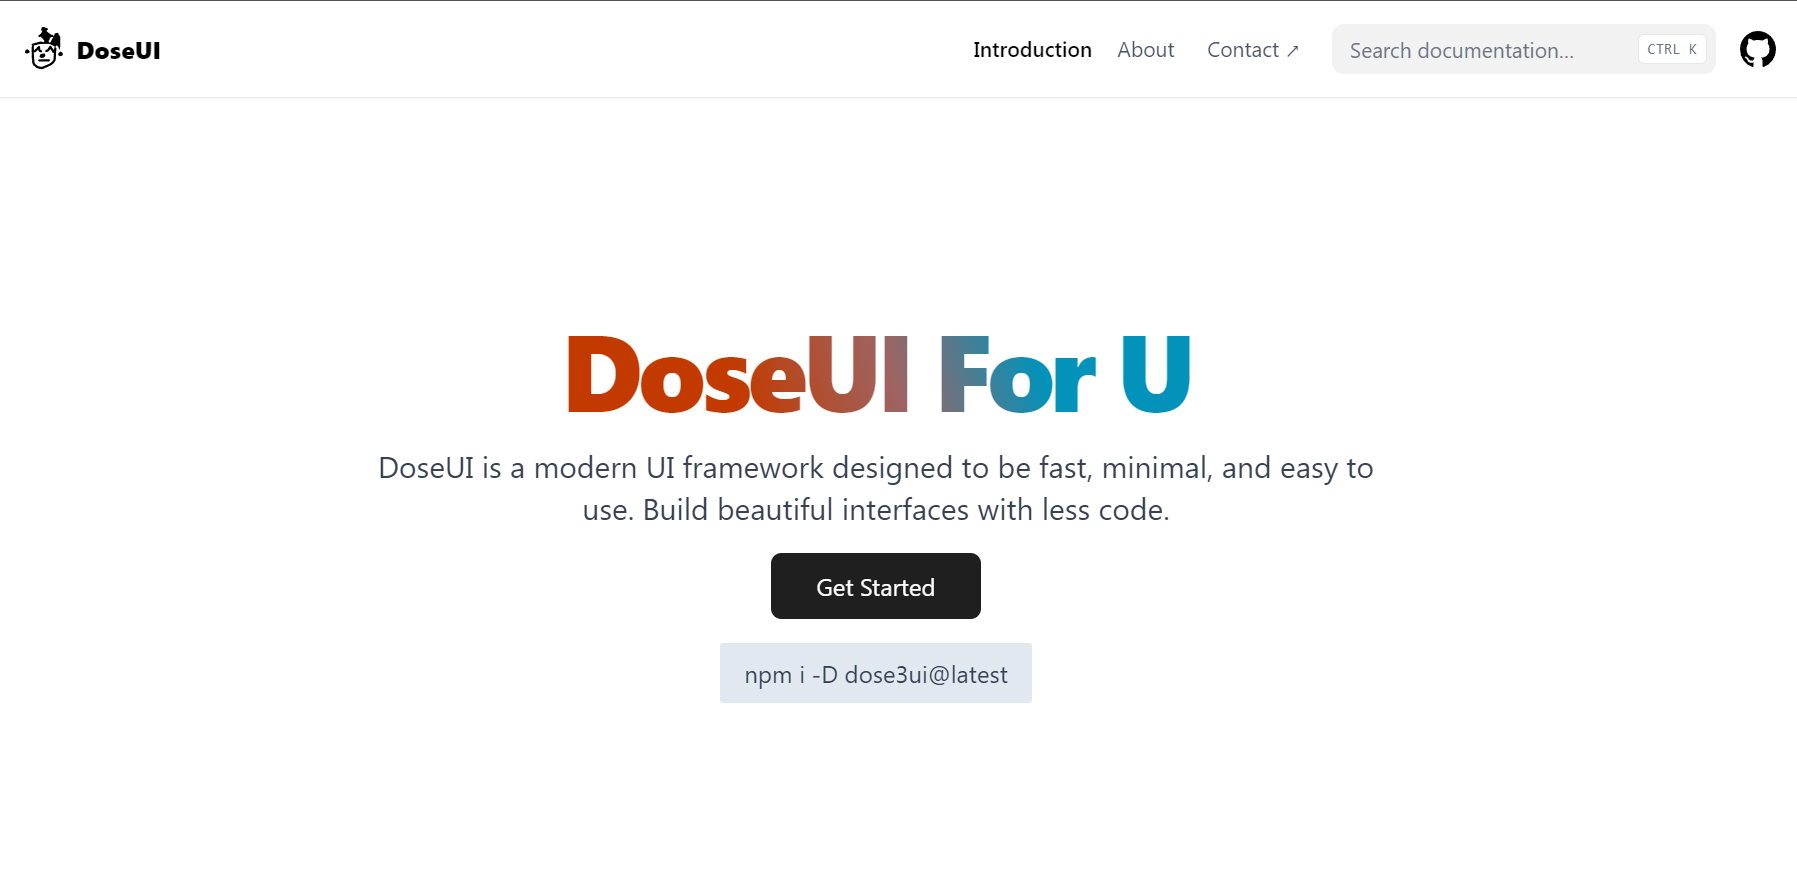 DoseUI
Introduction About Contact ↗ Search documentation... CTRL K
DoseUI For U
DoseUI is a modern UI framework designed to be fast, minimal, and easy to
use. Build beautiful interfaces with less code.
Get Started
npm i -D dose3ui@latest